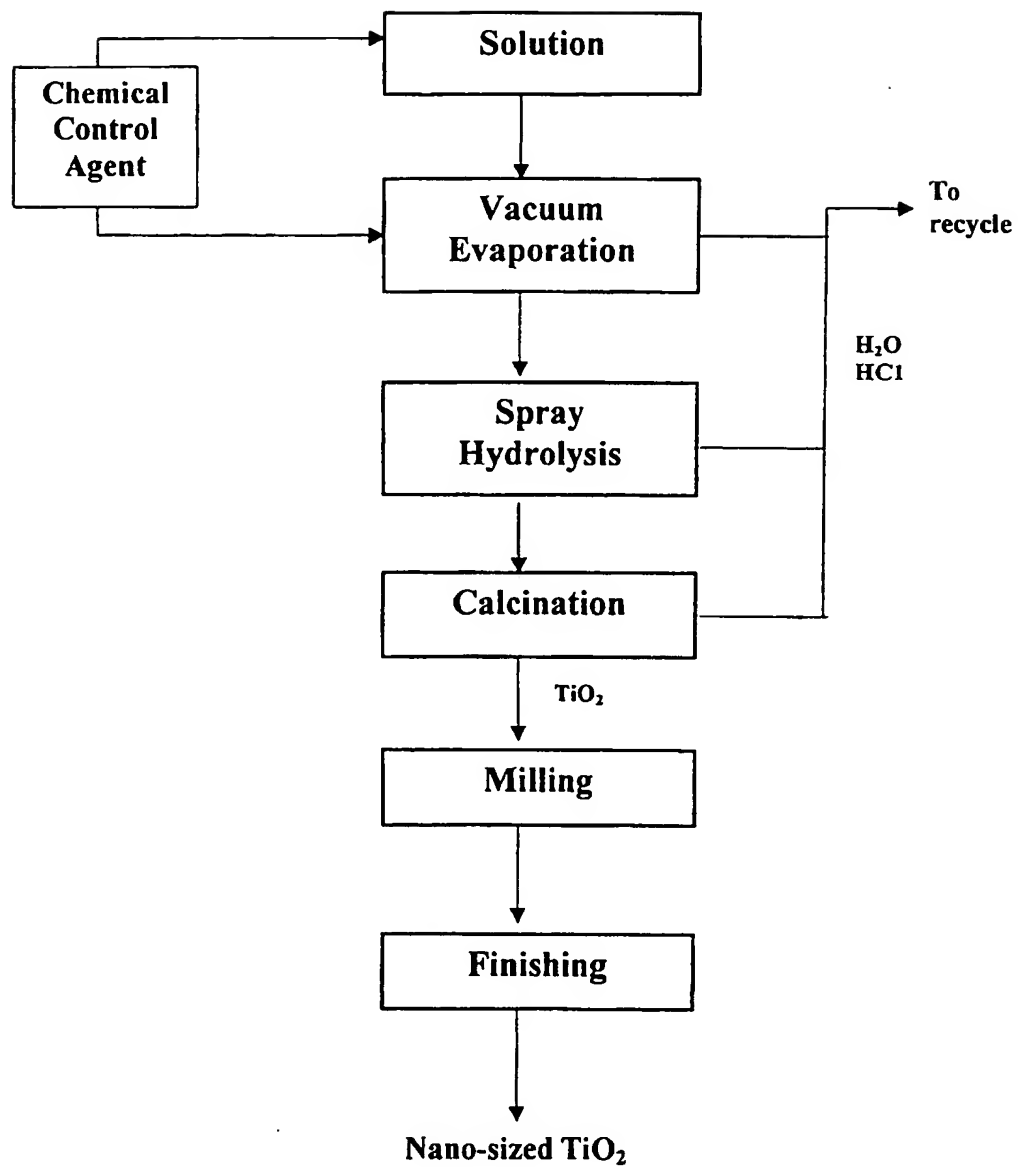 Solution
Chemical
Control
Agent
Vacuum
Evaporation
To
recycle
H₂O
HCl
Spray
Hydrolysis
Calcination
TiO₂
Milling
Finishing
Nano-sized TiO₂